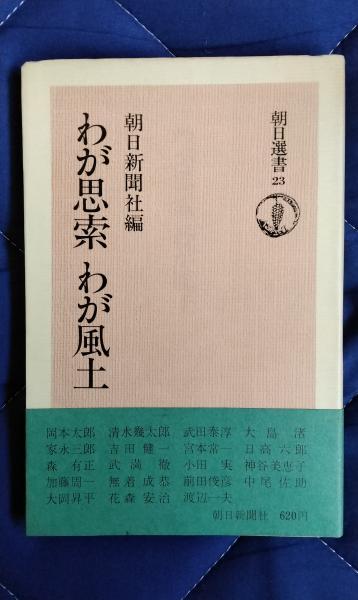 朝日選書
23
朝日新聞社編
わが思索 わが風土
岡本太郎 清水幾太郎 武田泰淳 大島渚
家永三郎 吉田健一 宮本常一 日高六郎
森有正 武満徹 小田実 神谷美恵子
加藤周一 無着成恭 前田俊彦 中尾佐助
大岡昇平 花森安治 渡辺一夫
朝日新聞社 620円